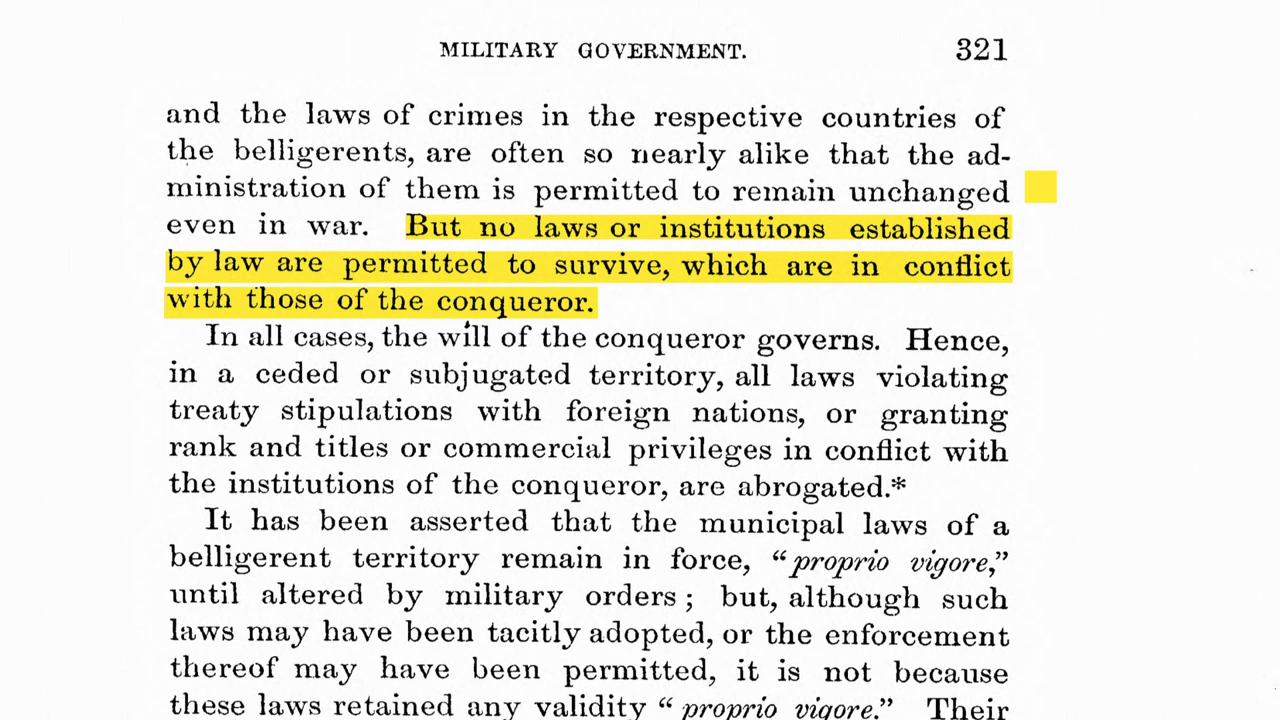 MILITARY GOVERNMENT. 321
and the laws of crimes in the respective countries of
the belligerents, are often so nearly alike that the ad-
ministration of them is permitted to remain unchanged
even in war. But no laws or institutions established
by law are permitted to survive, which are in conflict
with those of the conqueror.
In all cases, the will of the conqueror governs. Hence,
in a ceded or subjugated territory, all laws violating
treaty stipulations with foreign nations, or granting
rank and titles or commercial privileges in conflict with
the institutions of the conqueror, are abrogated.*
It has been asserted that the municipal laws of a
belligerent territory remain in force, “proprio vigore,”
until altered by military orders; but, although such
laws may have been tacitly adopted, or the enforcement
thereof may have been permitted, it is not because
these laws retained any validity “proprio vigore.” Their